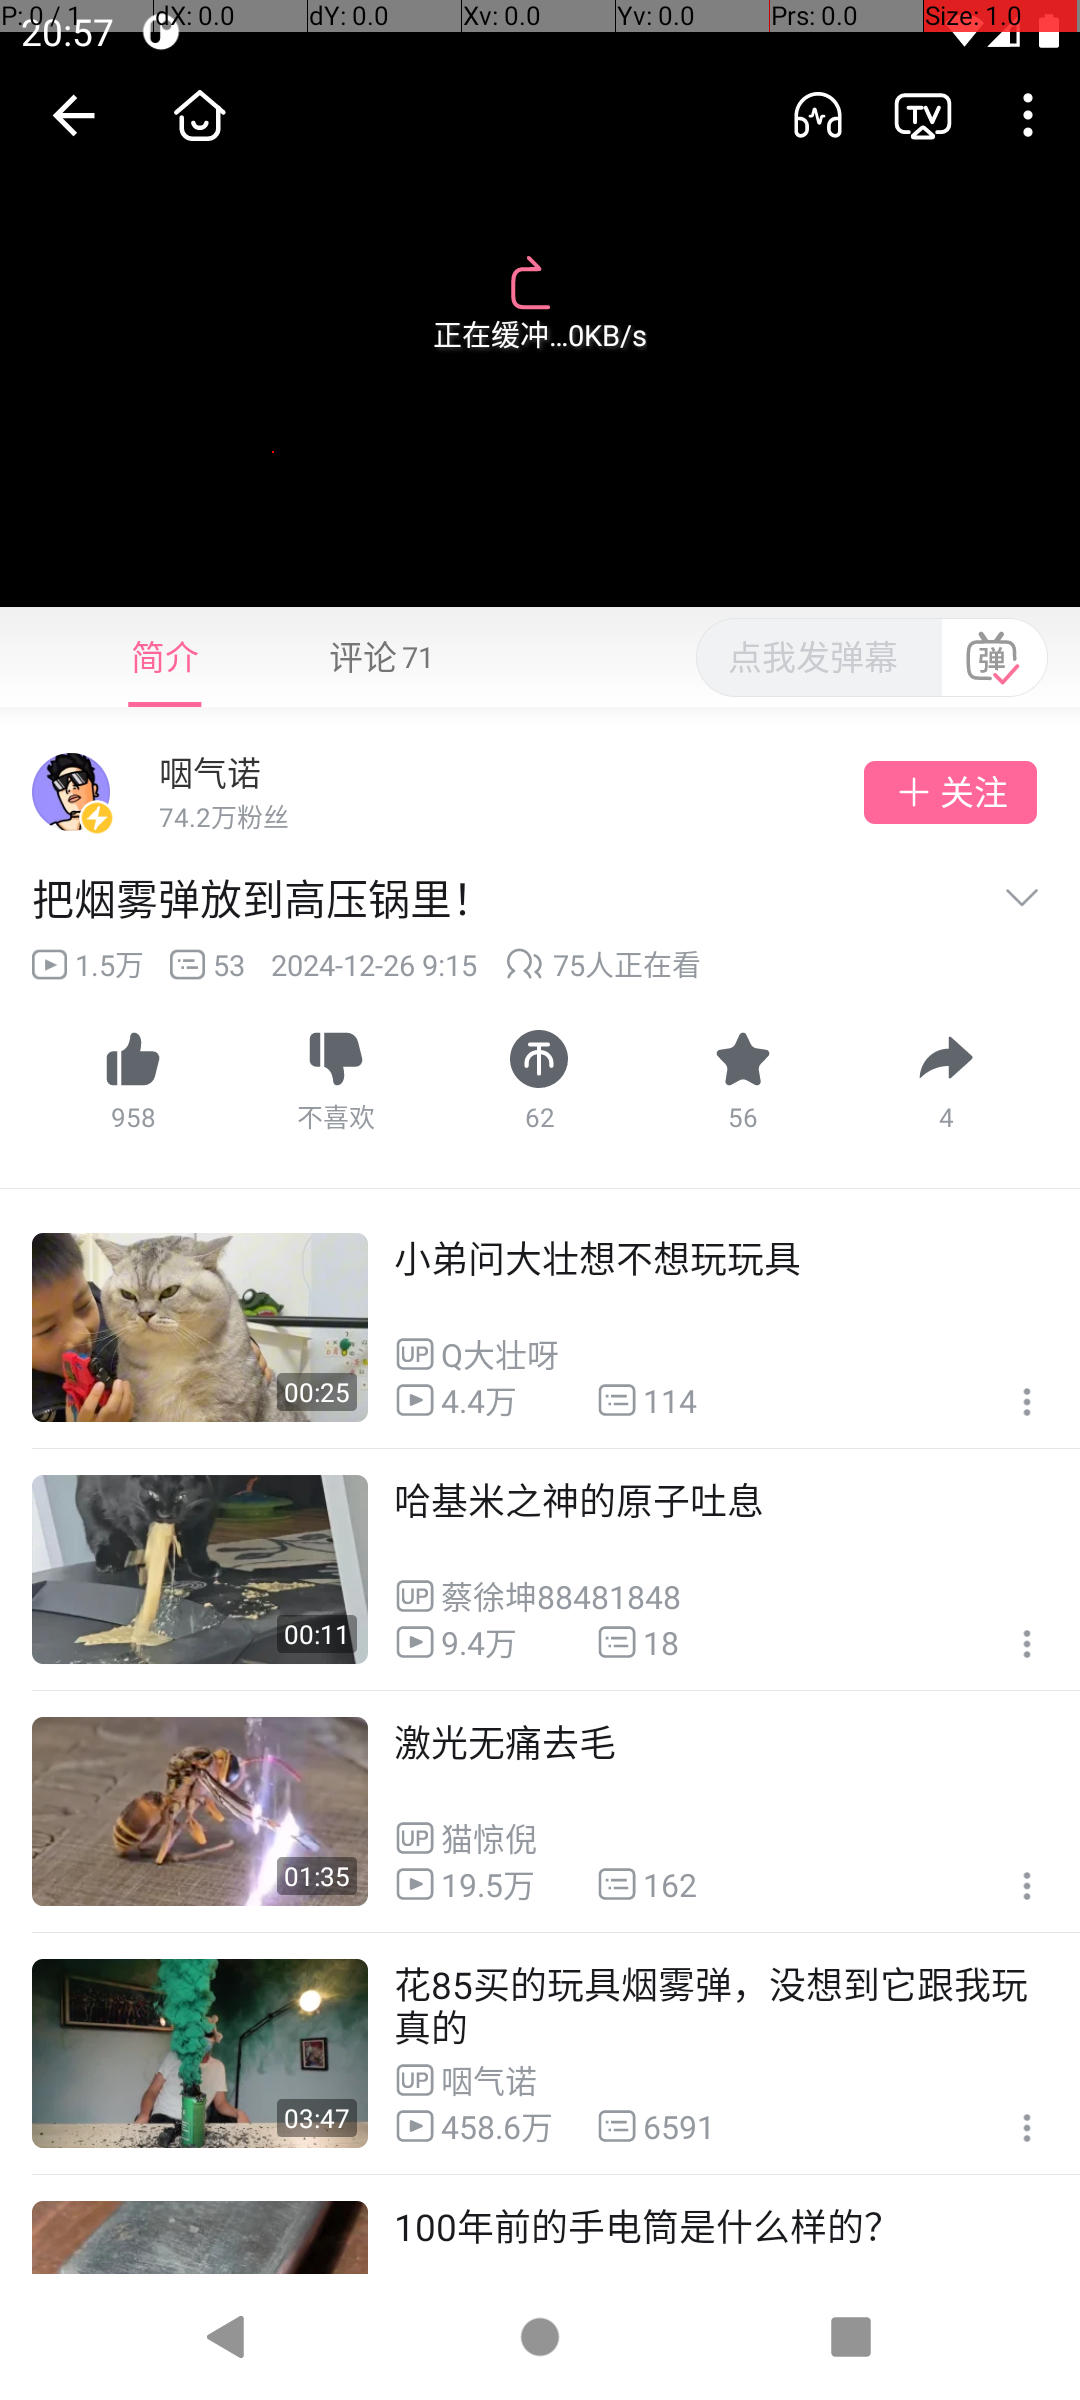 P: 0 / 1 dX: 0.0 dY: 0.0 Xv: 0.0 Yv: 0.0 Prs: 0.0 Size: 1.0
20:57
TV
正在缓冲...0KB/s
简介 评论 71 点我发弹幕 弹
咽气诺
74.2万粉丝
关注
把烟雾弹放到高压锅里！
1.5万 53 2024-12-26 9:15 75人正在看
958 不喜欢 62 56 4
小弟问大壮想不想玩玩具
UP Q大壮呀
00:25
4.4万 114
哈基米之神的原子吐息
UP 蔡徐坤88481848
00:11
9.4万 18
激光无痛去毛
UP 猫惊倪
01:35
19.5万 162
花85买的玩具烟雾弹，没想到它跟我玩
真的
UP 咽气诺
03:47
458.6万 6591
100年前的手电筒是什么样的？